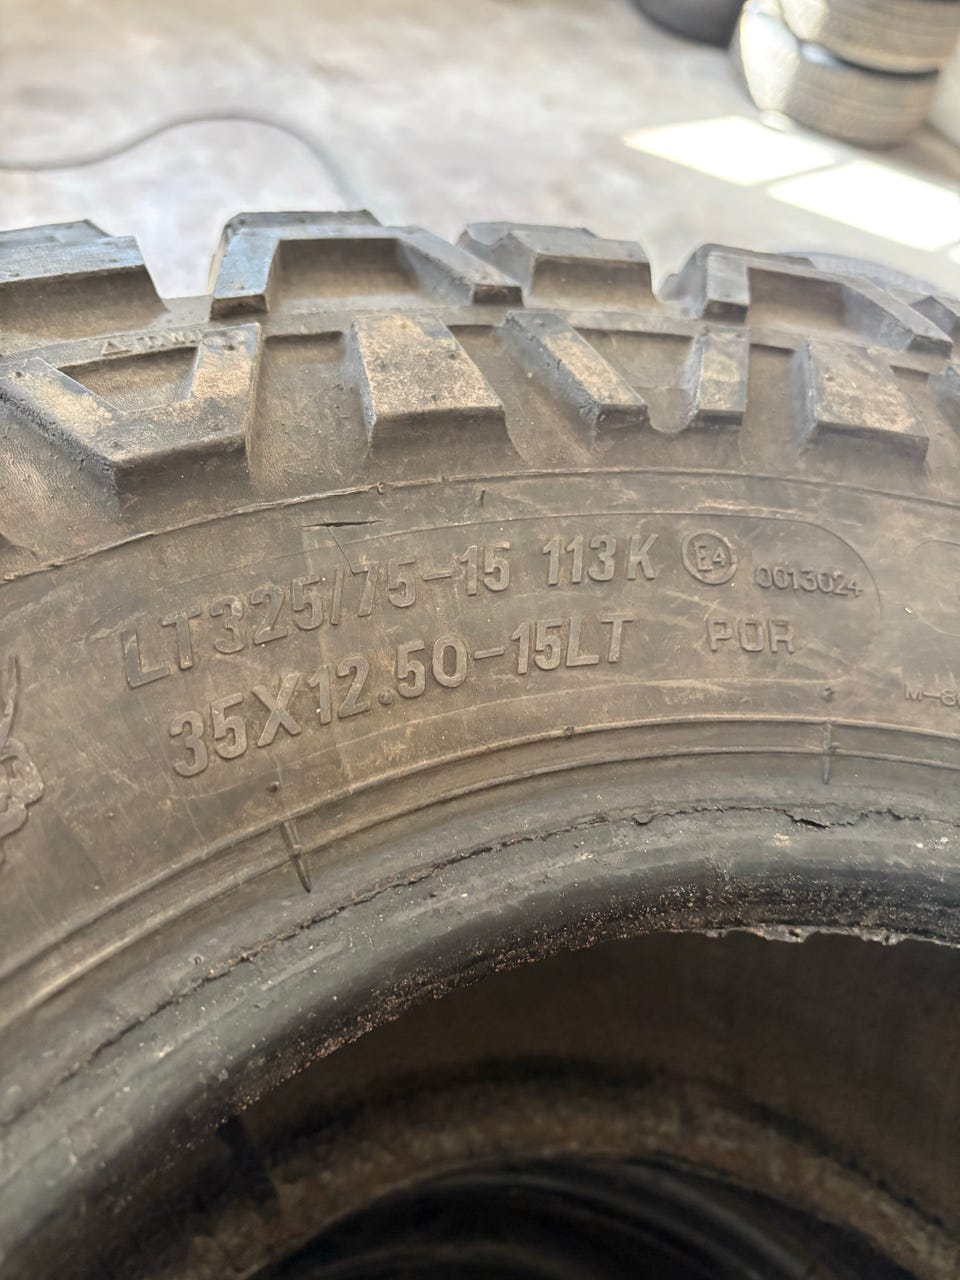 LT325/75-15 113K E4 0013024
35X12.50-15LT POR